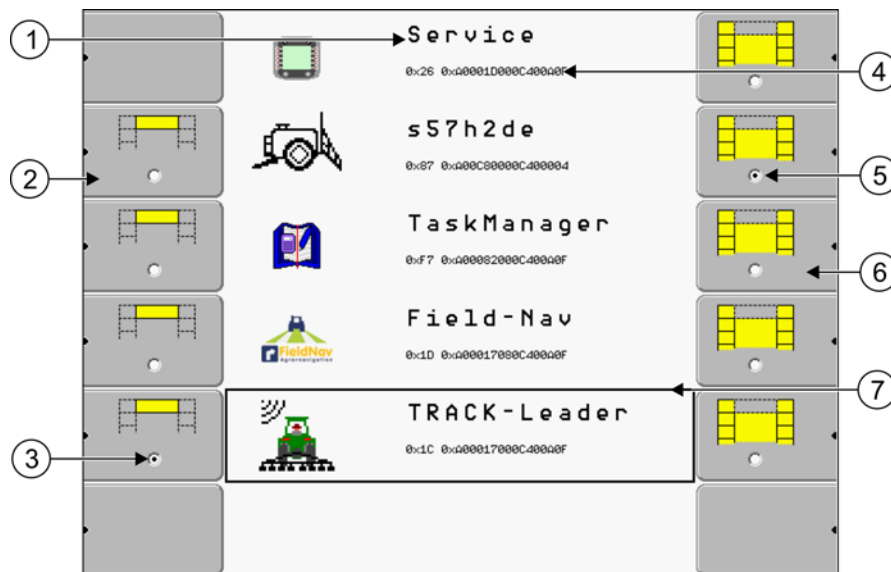 1
Service
0x26 0xA0001D000C400A0F
4
s57h2de
0x87 0xA00C80000C400004
2
5
TaskManager
0xF7 0xA00082000C400A0F
6
Field-Nav
FieldNav
Agrarnavigation
0x1D 0xA00017080C400A0F
7
TRACK-Leader
0x1C 0xA00017000C400A0F
3